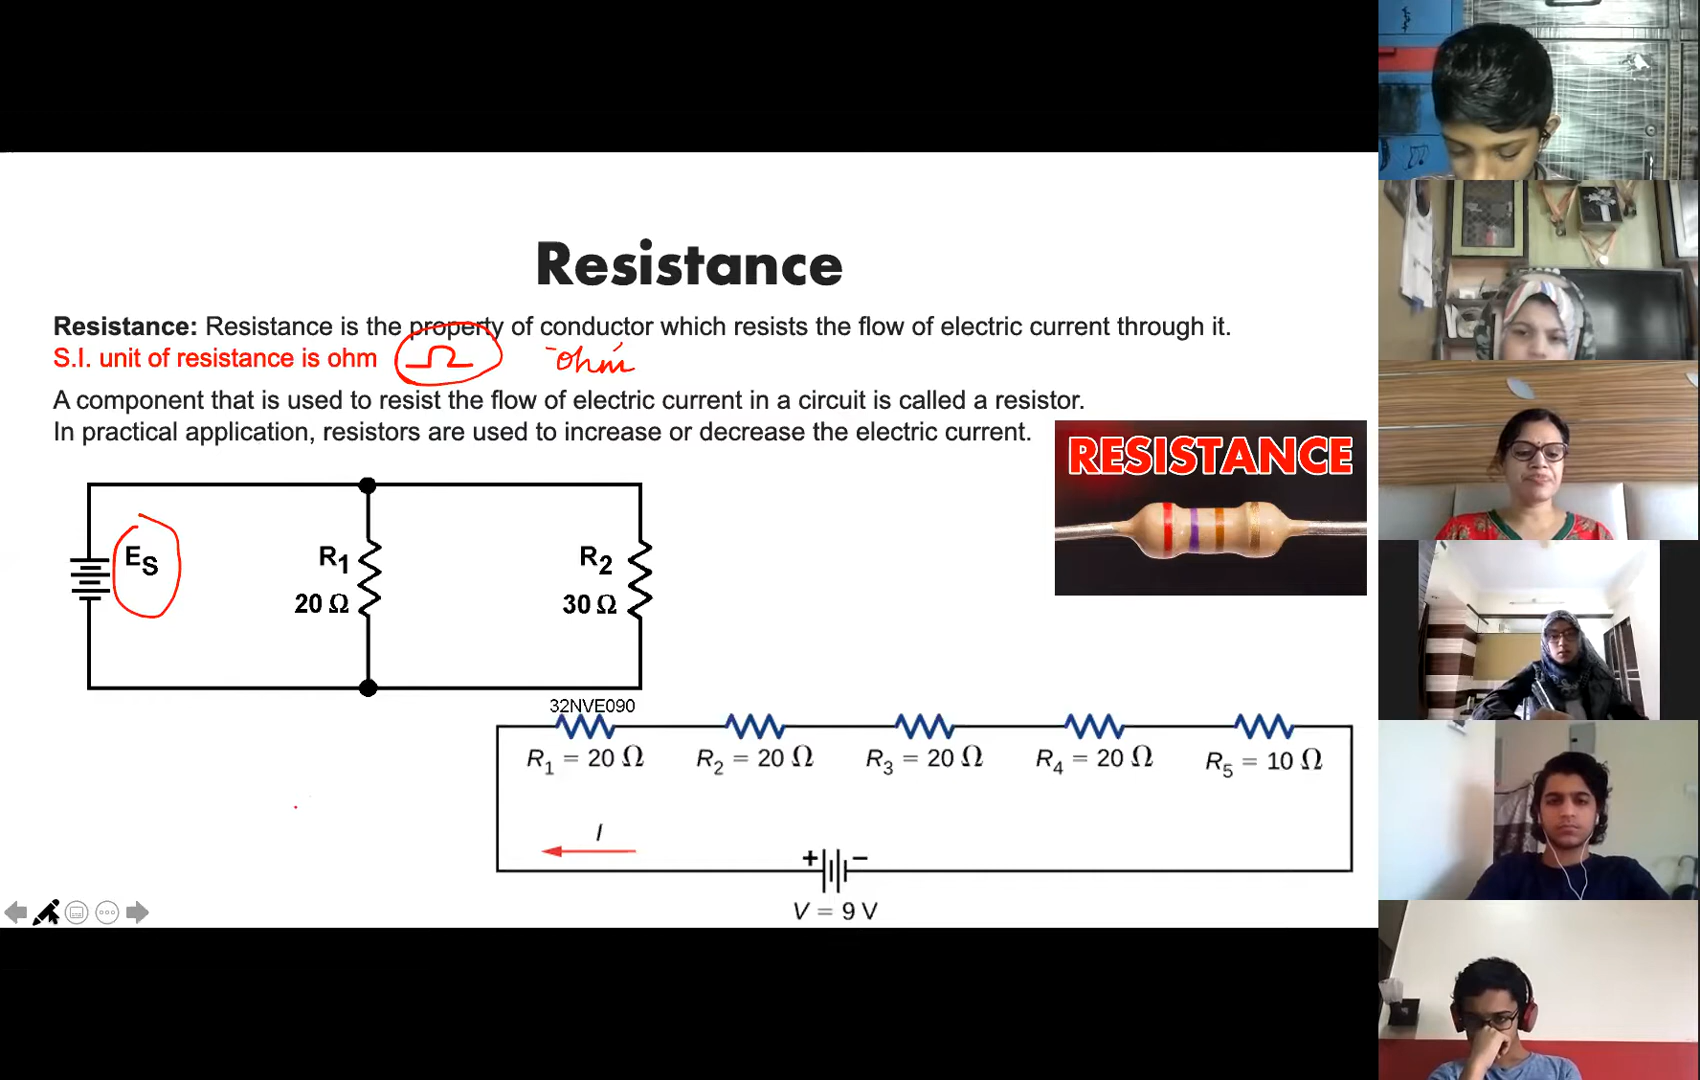 Resistance
Resistance: Resistance is the property of conductor which resists the flow of electric current through it.
S.I. unit of resistance is ohm Ω ohm
A component that is used to resist the flow of electric current in a circuit is called a resistor.
In practical application, resistors are used to increase or decrease the electric current.
RESISTANCE
ES
R1
20 Ω
R2
30 Ω
32NVE090
R1 = 20 Ω
R2 = 20 Ω
R3 = 20 Ω
R4 = 20 Ω
R5 = 10 Ω
I
+ −
V = 9 V